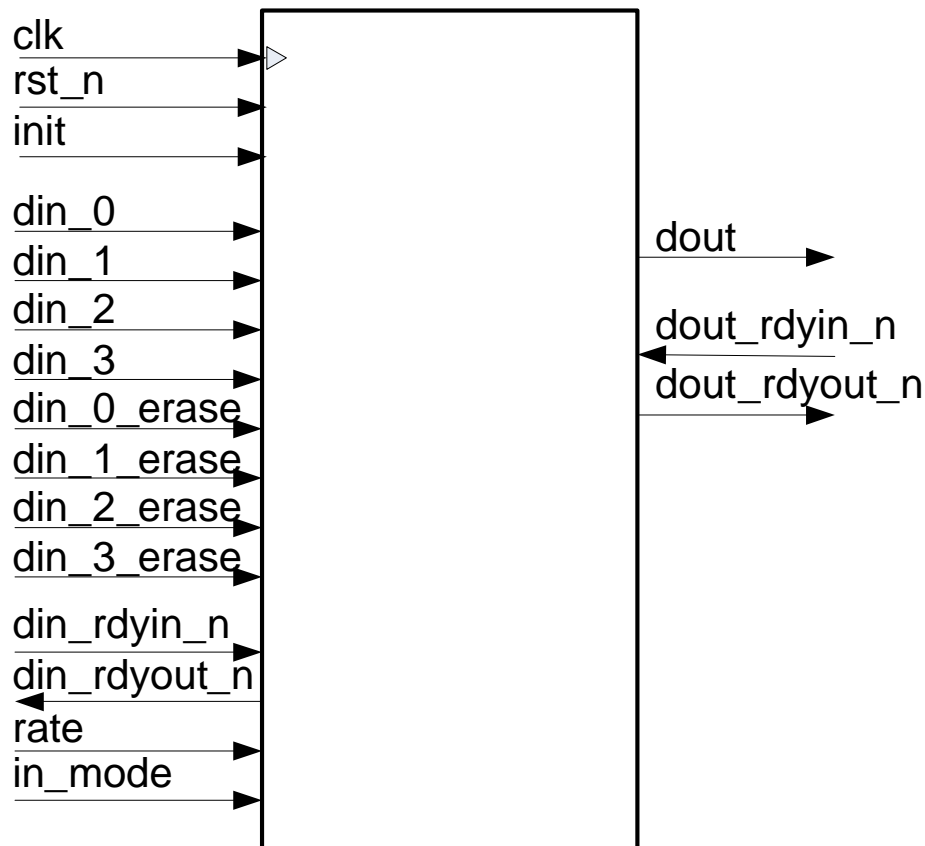 clk
rst_n
init
din_0
din_1
din_2
din_3
din_0_erase
din_1_erase
din_2_erase
din_3_erase
din_rdyin_n
din_rdyout_n
rate
in_mode
dout
dout_rdyin_n
dout_rdyout_n